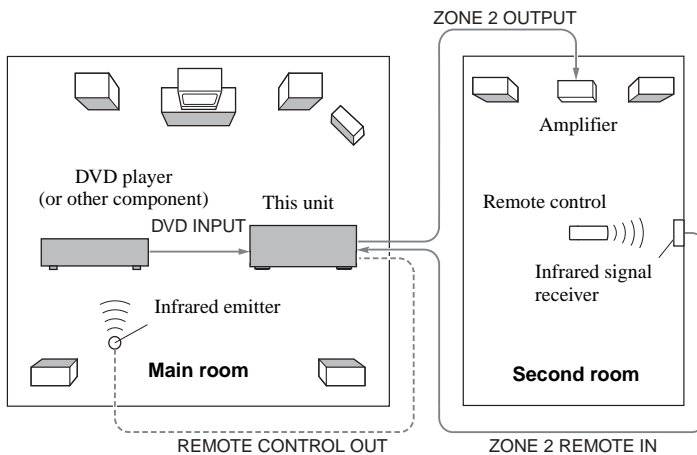 ZONE 2 OUTPUT
Amplifier
DVD player
(or other component)
This unit
DVD INPUT
Remote control
Infrared signal
receiver
Infrared emitter
Main room
Second room
REMOTE CONTROL OUT
ZONE 2 REMOTE IN